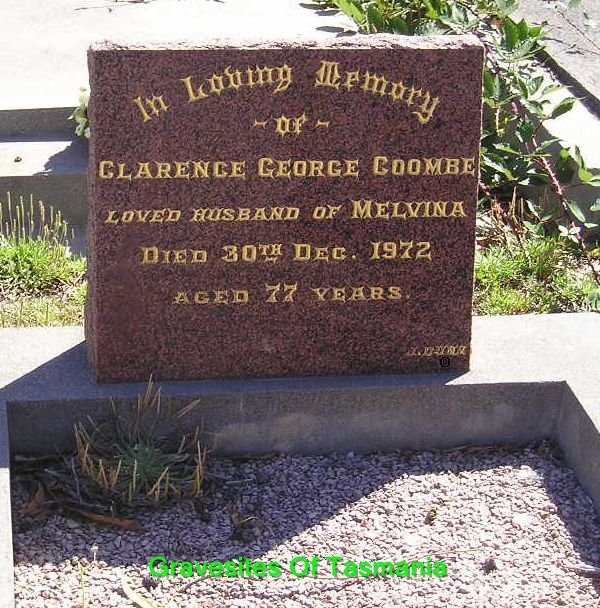 In Loving Memory
- of -
CLARENCE GEORGE COOMBE
LOVED HUSBAND OF MELVINA
DIED 30TH DEC. 1972
AGED 77 YEARS.
Gravesites Of Tasmania